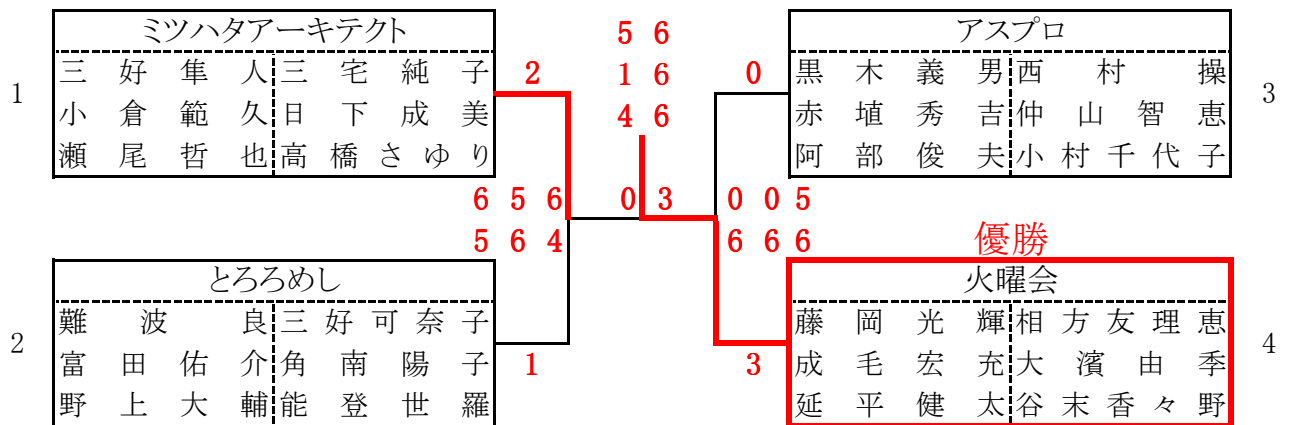 ミツハタアーキテクト
1
三好隼人 三宅純子
小倉範久 日下成美
瀬尾哲也 高橋さゆり
2
5 6
1 6
4 6
0
アスプロ
3
黒木義男 西村操
赤埴秀吉 仲山智恵
阿部俊夫 小村千代子
6 5 6
5 6 4
0 3
0 0 5
6 6 6
優勝
とろろめし
2
難波良 三好可奈子
富田佑介 角南陽子
野上大輔 能登世羅
1
3
火曜会
4
藤岡光輝 相方友理恵
成毛宏充 大濱由季
延平健太 谷末香々野